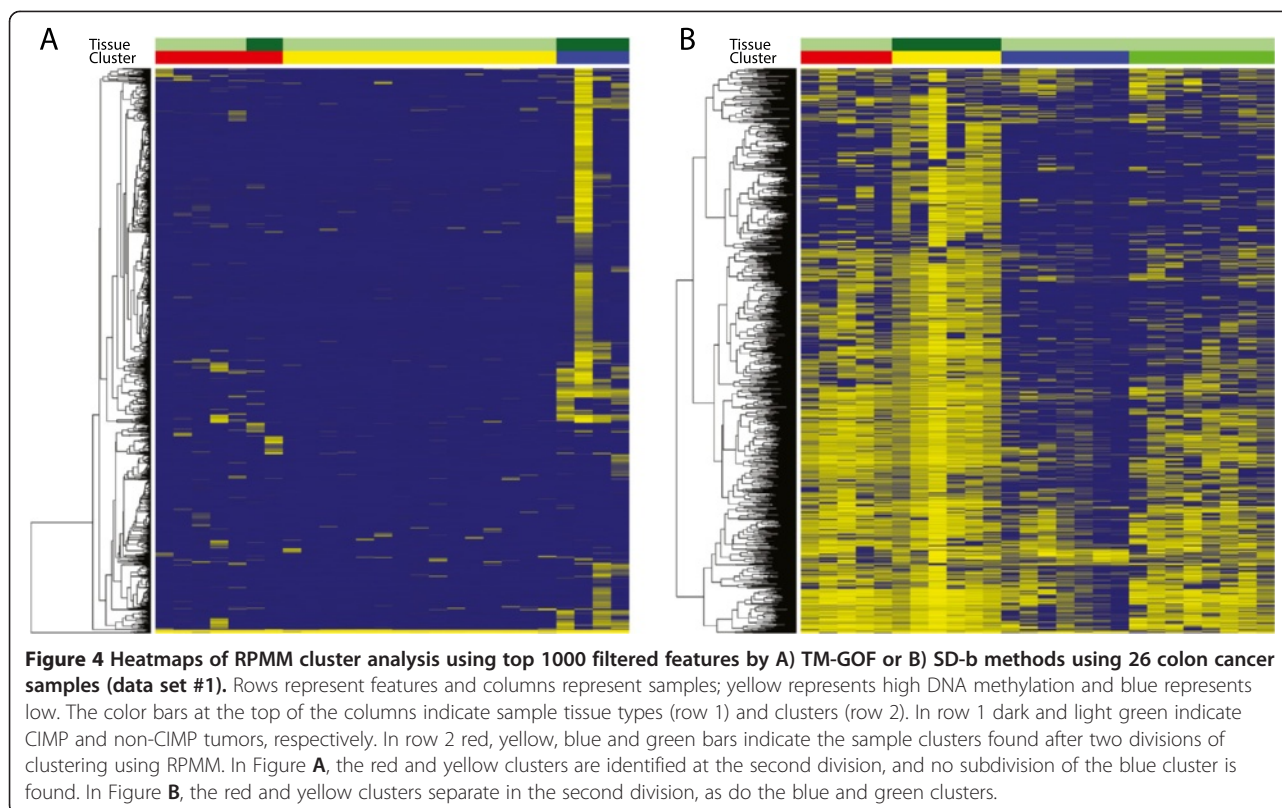 A
Tissue
Cluster
B
Tissue
Cluster
Figure 4 Heatmaps of RPMM cluster analysis using top 1000 filtered features by A) TM-GOF or B) SD-b methods using 26 colon cancer
samples (data set #1). Rows represent features and columns represent samples; yellow represents high DNA methylation and blue represents
low. The color bars at the top of the columns indicate sample tissue types (row 1) and clusters (row 2). In row 1 dark and light green indicate
CIMP and non-CIMP tumors, respectively. In row 2 red, yellow, blue and green bars indicate the sample clusters found after two divisions of
clustering using RPMM. In Figure A, the red and yellow clusters are identified at the second division, and no subdivision of the blue cluster is
found. In Figure B, the red and yellow clusters separate in the second division, as do the blue and green clusters.